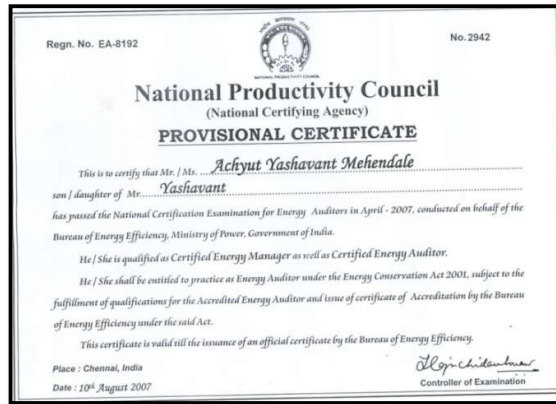 Regn. No. EA-8192
No. 2942
NATIONAL PRODUCTIVITY COUNCIL
National Productivity Council
(National Certifying Agency)
PROVISIONAL CERTIFICATE
This is to certify that Mr. / Ms. Achyut Yashavant Mehendale
son / daughter of Mr. Yashavant
has passed the National Certification Examination for Energy Auditors in April - 2007, conducted on behalf of the
Bureau of Energy Efficiency, Ministry of Power, Government of India.
He / She is qualified as Certified Energy Manager as well as Certified Energy Auditor.
He / She shall be entitled to practice as Energy Auditor under the Energy Conservation Act 2001, subject to the
fulfillment of qualifications for the Accredited Energy Auditor and issue of certificate of Accreditation by the Bureau
of Energy Efficiency under the said Act.
This certificate is valid till the issuance of an official certificate by the Bureau of Energy Efficiency.
Place : Chennai, India
Date : 10th August 2007
Controller of Examination